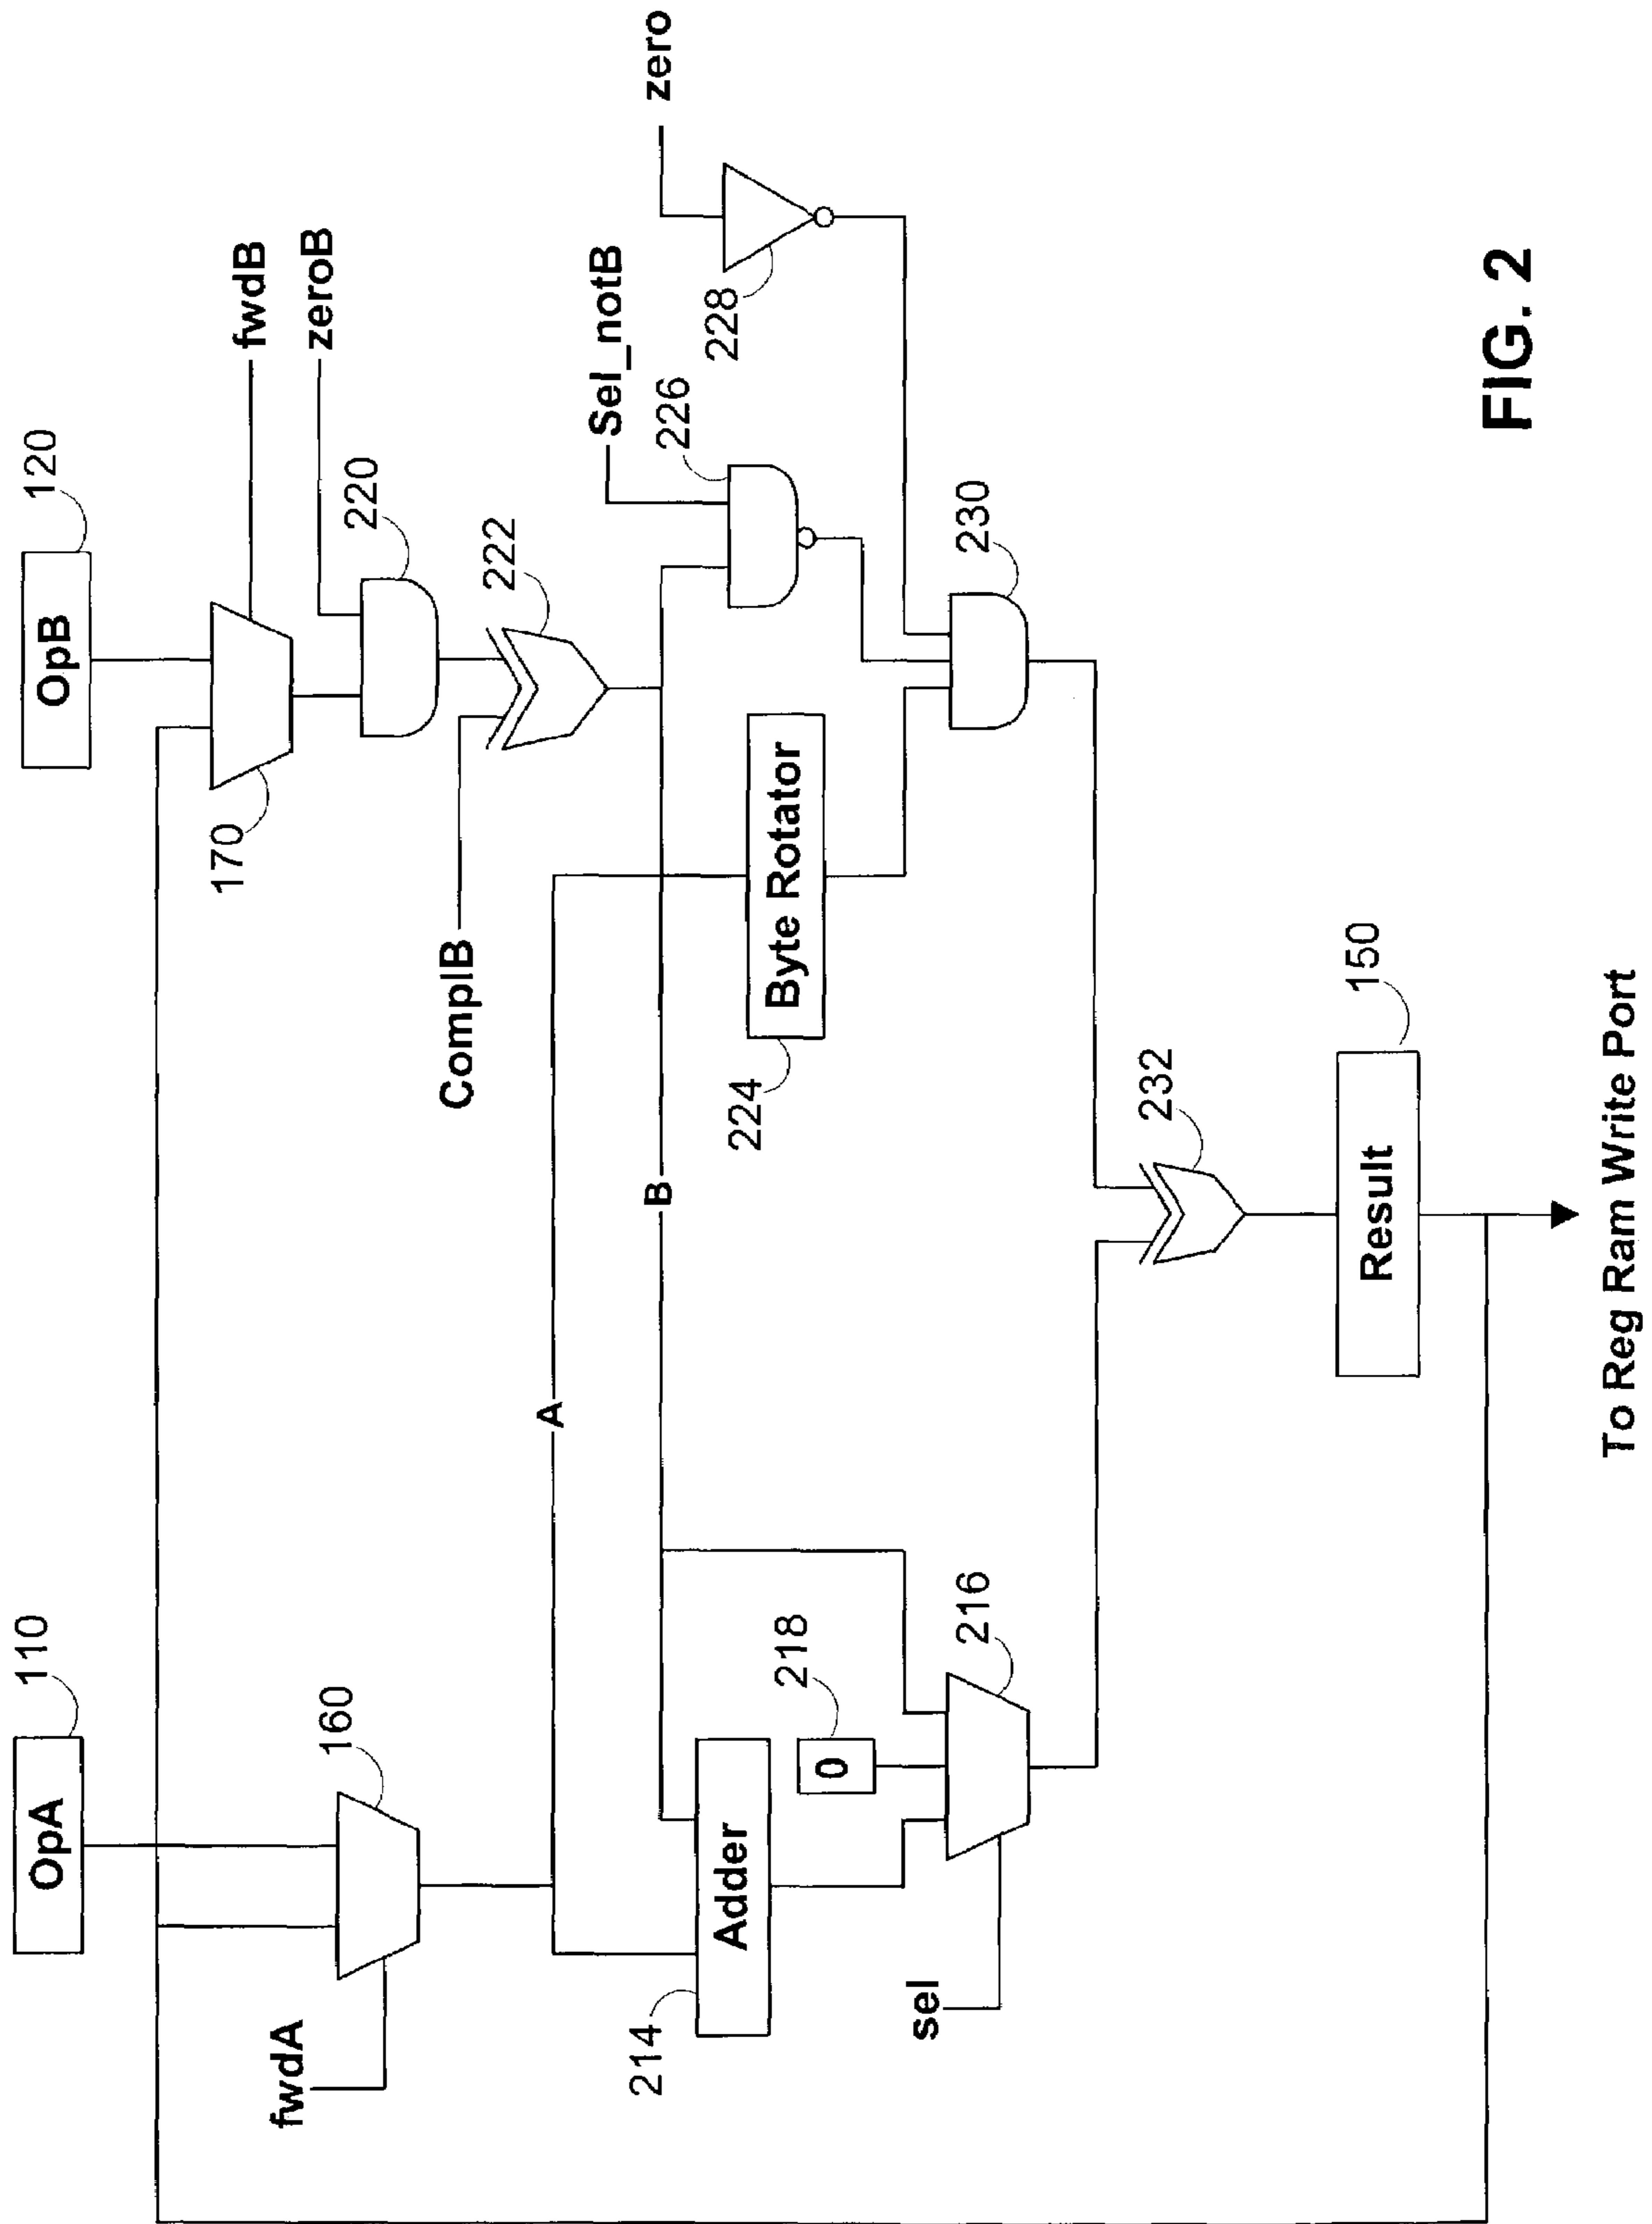 OpA
110
OpB
120
fwdA
160
170
fwdB
zeroB
220
ComplB
222
A
B
Sel_notB
226
zero
228
214
Adder
218
0
sel
216
224
Byte Rotator
230
232
Result
150
To Reg Ram Write Port
FIG. 2